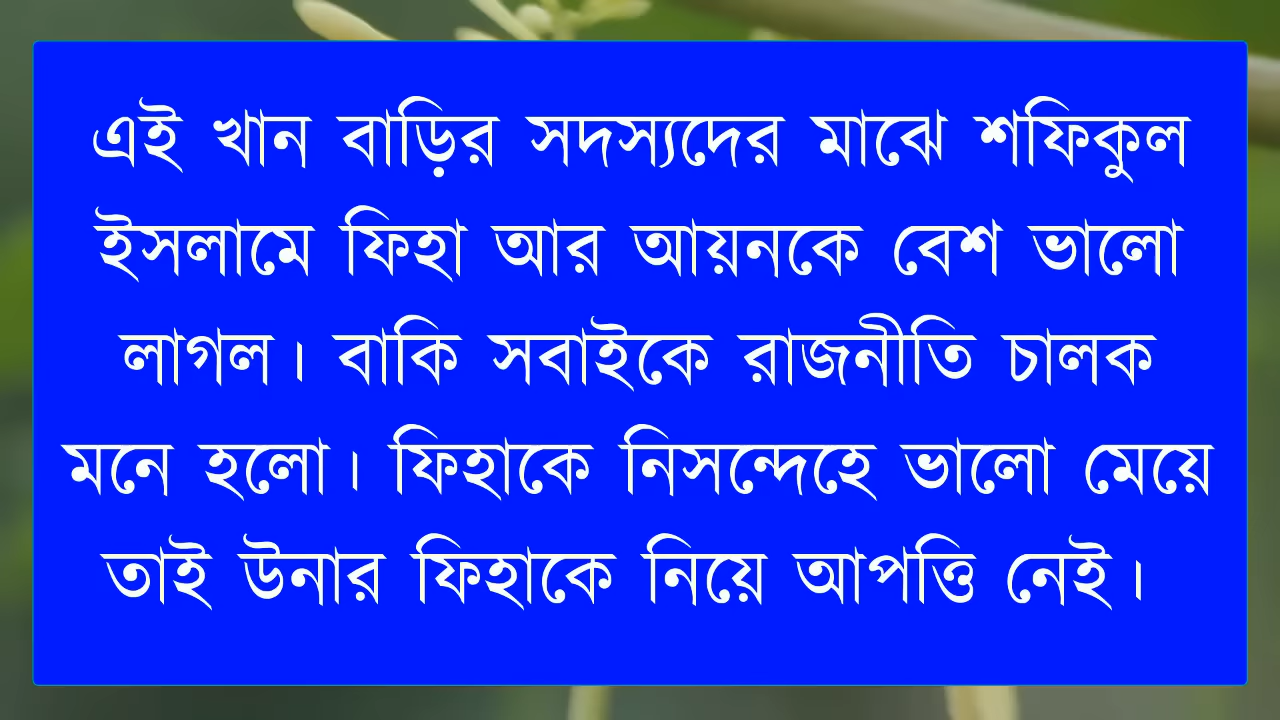 এই খান বাড়ির সদস্যদের মাঝে শফিকুল
ইসলামে ফিহা আর আয়নকে বেশ ভালো
লাগল। বাকি সবাইকে রাজনীতি চালক
মনে হলো। ফিহাকে নিসন্দেহে ভালো মেয়ে
তাই উনার ফিহাকে নিয়ে আপত্তি নেই।